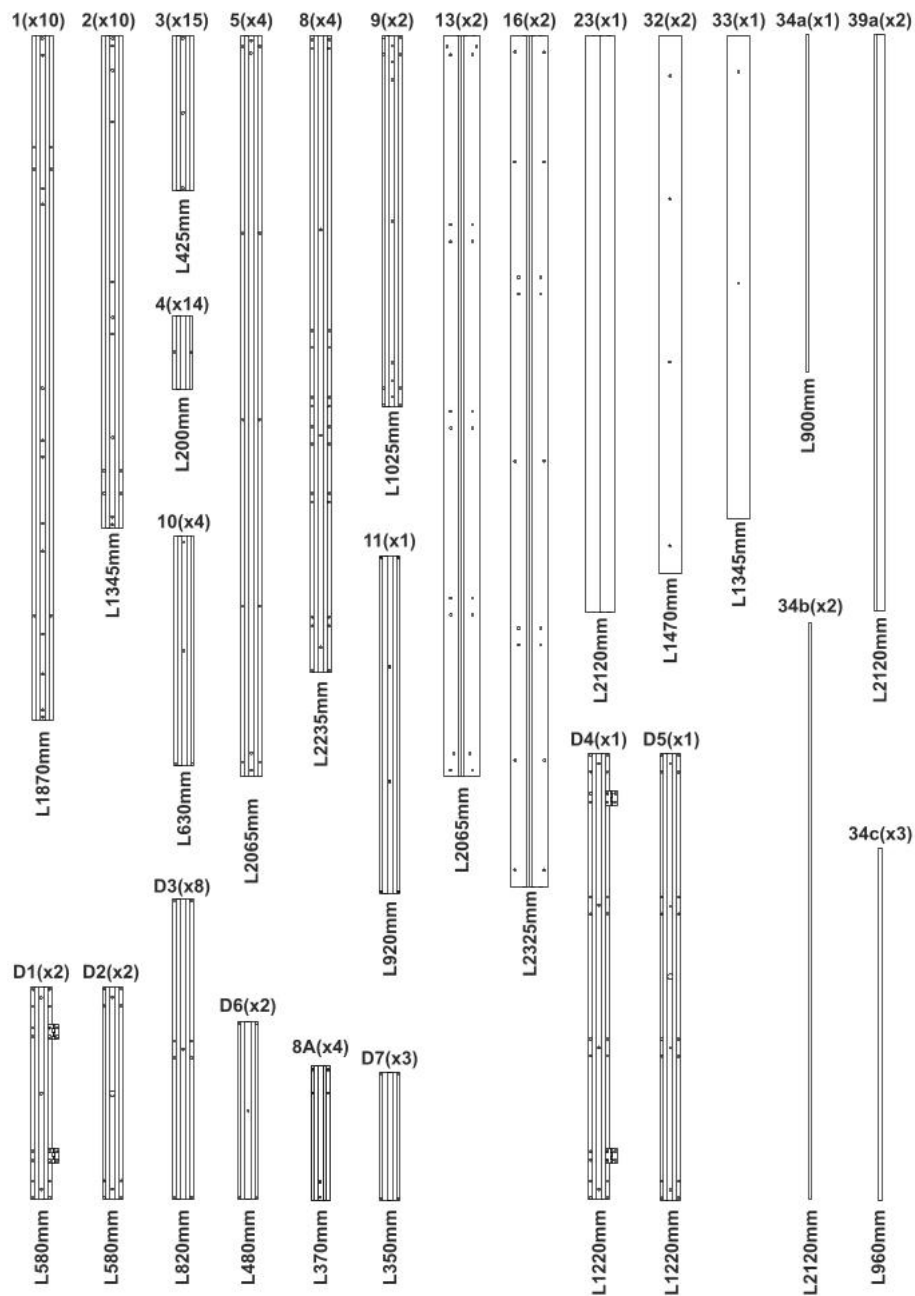 1(x10) 2(x10) 3(x15) 5(x4) 8(x4) 9(x2) 13(x2) 16(x2) 23(x1) 32(x2) 33(x1) 34a(x1) 39a(x2)
L425mm
4(x14)
L200mm
L900mm
L1025mm
10(x4)
L1345mm
11(x1)
L1345mm
L1470mm
34b(x2)
L2120mm
L2120mm
L2235mm
L1870mm
L630mm
D4(x1) D5(x1)
L2065mm
L2065mm
34c(x3)
D3(x8)
L920mm
L2325mm
D1(x2) D2(x2)
D6(x2)
8A(x4)
D7(x3)
L580mm
L580mm
L820mm
L480mm
L370mm
L350mm
L1220mm
L1220mm
L2120mm
L960mm